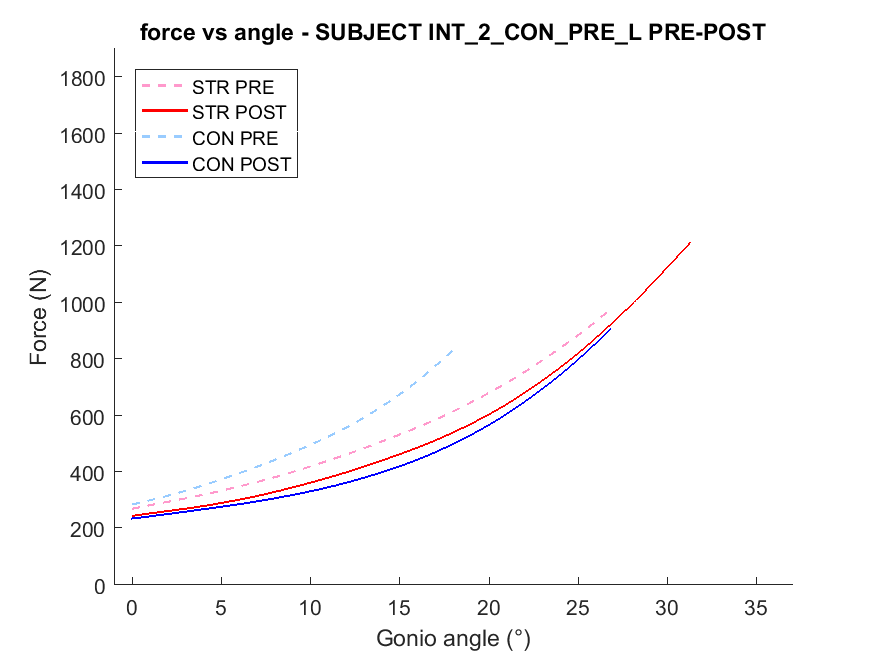 force vs angle - SUBJECT INT_2_CON_PRE_L PRE-POST
1800
1600
1400
1200
1000
800
600
400
200
0
Force (N)
STR PRE
STR POST
CON PRE
CON POST
0 5 10 15 20 25 30 35
Gonio angle (°)